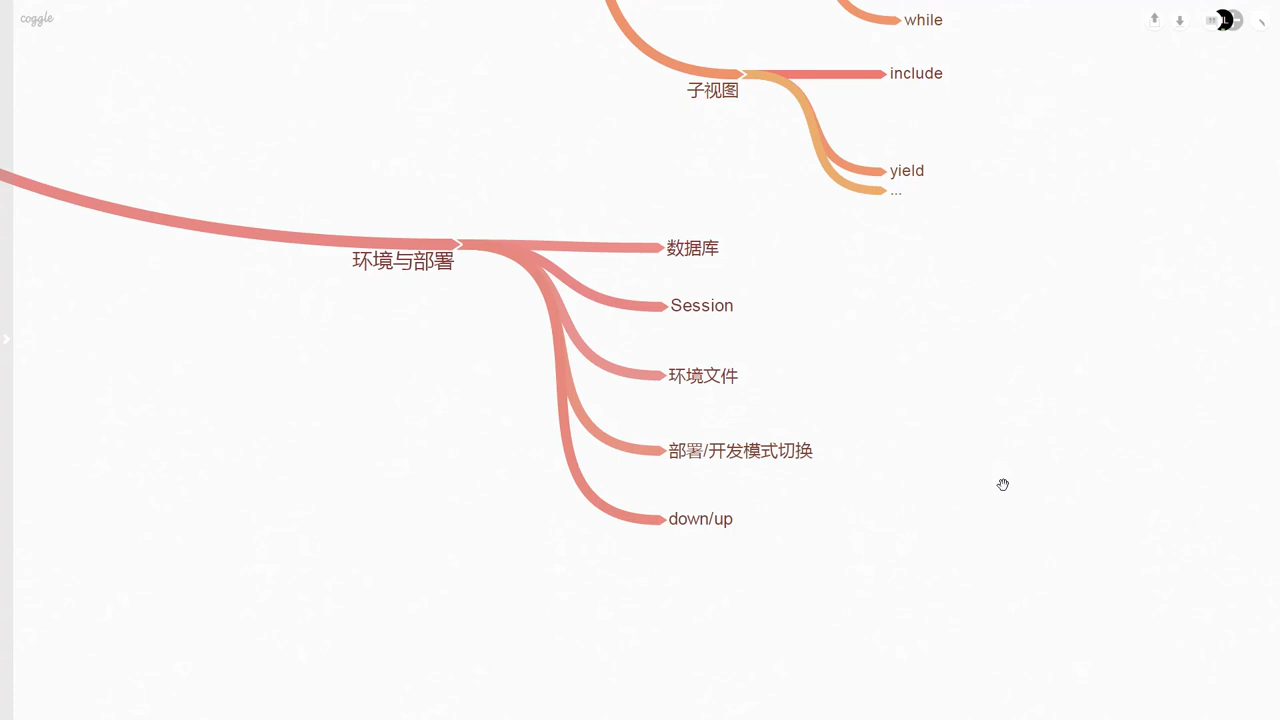 coggle
while
include
子视图
yield
...
数据库
环境与部署
Session
环境文件
部署/开发模式切换
down/up